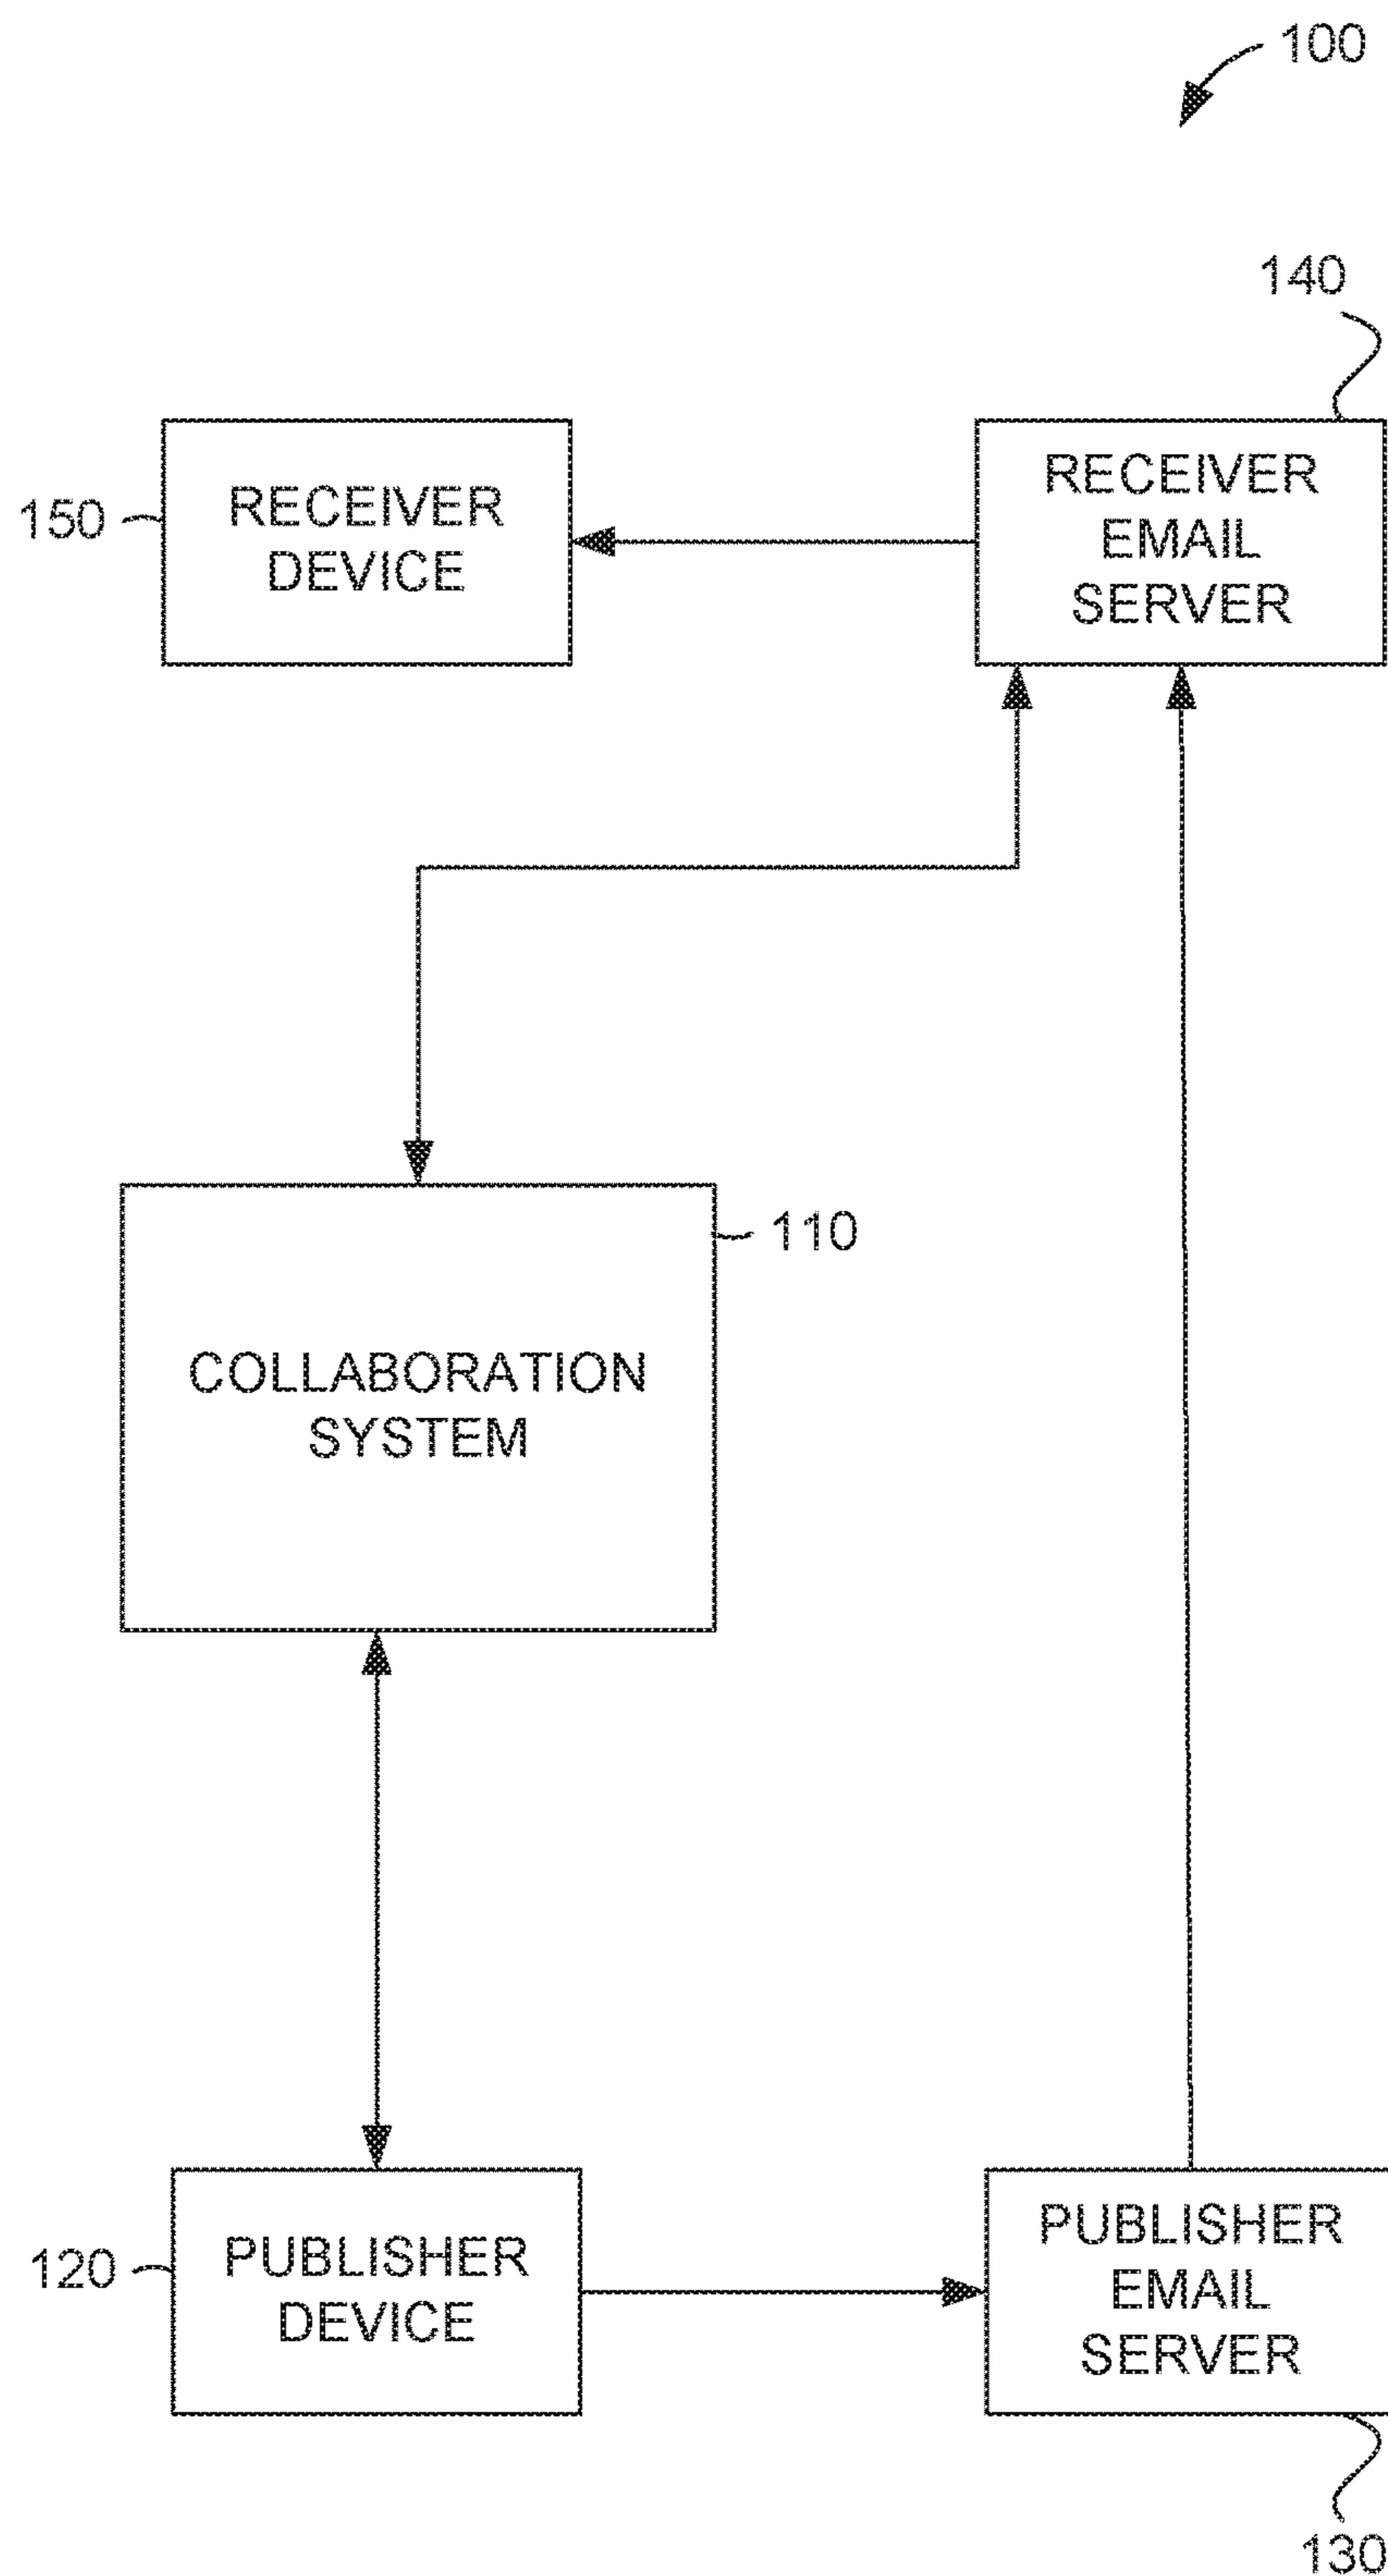 100
140
RECEIVER
DEVICE
150
RECEIVER
EMAIL
SERVER
110
COLLABORATION
SYSTEM
120
PUBLISHER
DEVICE
PUBLISHER
EMAIL
SERVER
130